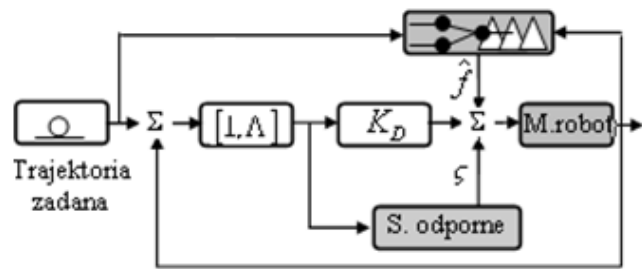 f̂
Σ
[1,Λ]
K_D
Σ
M.robot
Trajektoria
zadana
ς
S. odporne